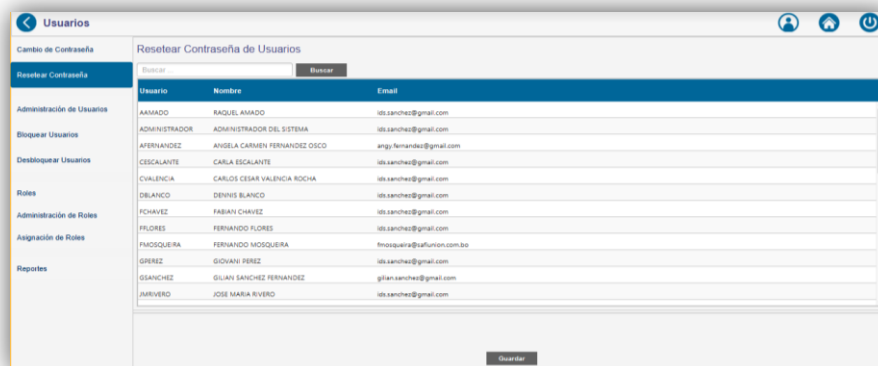 Usuarios
Cambio de Contraseña
Resetear Contraseña
Administración de Usuarios
Bloquear Usuarios
Desbloquear Usuarios
Roles
Administración de Roles
Asignación de Roles
Reportes
Resetear Contraseña de Usuarios
Buscar ... Buscar
Usuario Nombre Email
AAMADO RAQUEL AMADO ids.sanchez@gmail.com
ADMINISTRADOR ADMINISTRADOR DEL SISTEMA ids.sanchez@gmail.com
AFERNANDEZ ANGELA CARMEN FERNANDEZ OSCO angy.fernandez@gmail.com
CESCALANTE CARLA ESCALANTE ids.sanchez@gmail.com
CVALENCIA CARLOS CESAR VALENCIA ROCHA ids.sanchez@gmail.com
DBLANCO DENNIS BLANCO ids.sanchez@gmail.com
FCHAVEZ FABIAN CHAVEZ ids.sanchez@gmail.com
FFLORES FERNANDO FLORES ids.sanchez@gmail.com
FMOSQUEIRA FERNANDO MOSQUEIRA fmosqueira@safiunion.com.bo
GPEREZ GIOVANI PEREZ ids.sanchez@gmail.com
GSANCHEZ GILIAN SANCHEZ FERNANDEZ gilian.sanchez@gmail.com
JMRIVERO JOSE MARIA RIVERO ids.sanchez@gmail.com
Guardar